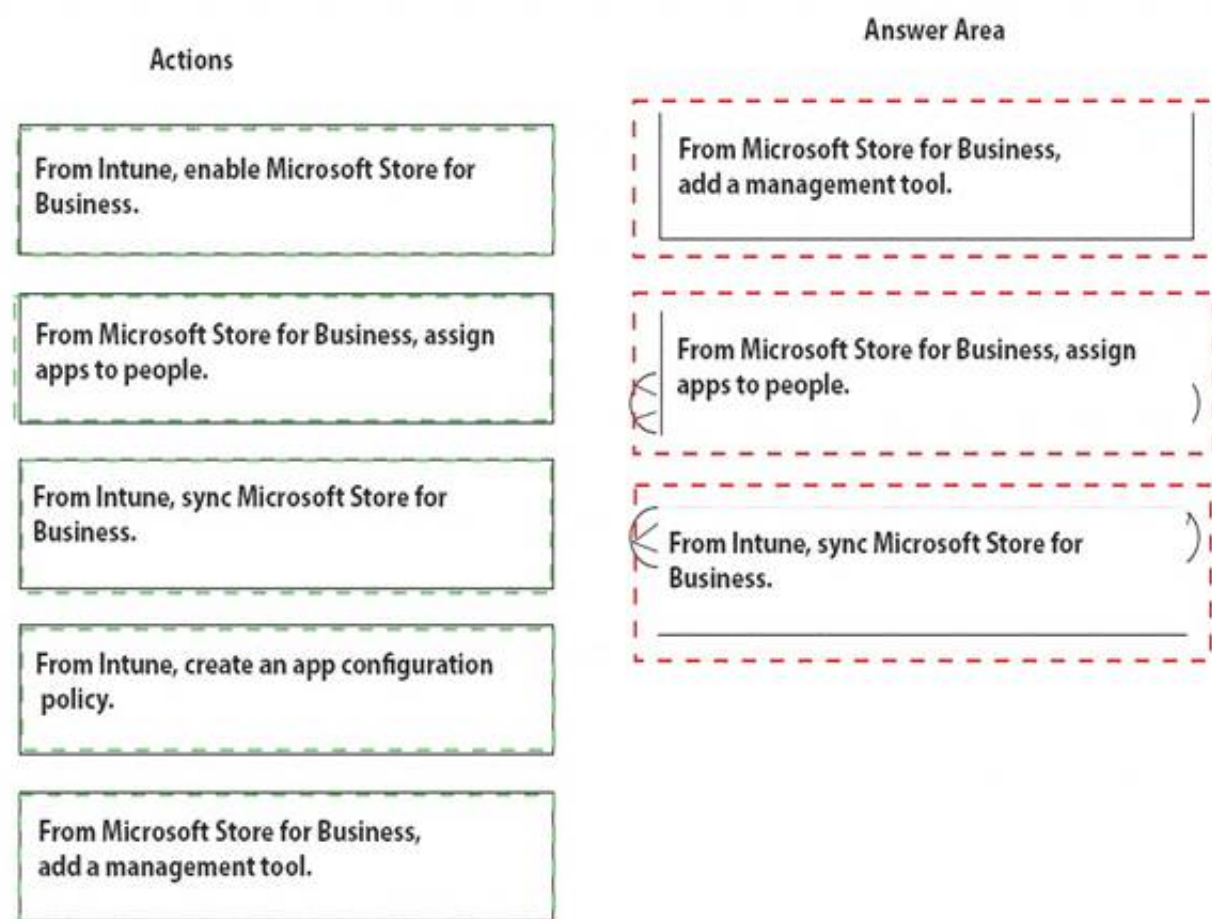 Actions
From Intune, enable Microsoft Store for
Business.
From Microsoft Store for Business, assign
apps to people.
From Intune, sync Microsoft Store for
Business.
From Intune, create an app configuration
policy.
From Microsoft Store for Business,
add a management tool.
Answer Area
From Microsoft Store for Business,
add a management tool.
From Microsoft Store for Business, assign
apps to people.
From Intune, sync Microsoft Store for
Business.